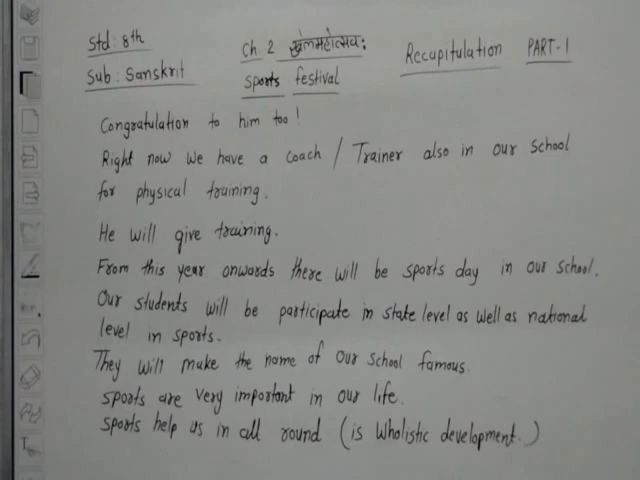 Std: 8th Ch. 2 खेलमहोत्सवः Recapitulation PART-1
Sub: Sanskrit sports festival
Congratulation to him too!
Right now we have a coach / Trainer also in our school
for physical training.
He will give training.
From this year onwards there will be sports day in our school.
Our students will be participate in state level as well as national
level in sports.
They will make the name of our school famous.
sports are very important in our life.
sports help us in all round (is wholistic development.)